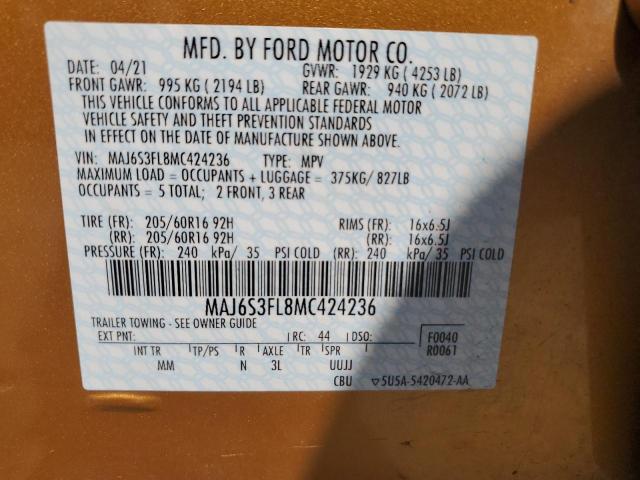 MFD. BY FORD MOTOR CO.
DATE: 04/21 GVWR: 1929 KG ( 4253 LB)
FRONT GAWR: 995 KG ( 2194 LB) REAR GAWR: 940 KG ( 2072 LB)
THIS VEHICLE CONFORMS TO ALL APPLICABLE FEDERAL MOTOR
VEHICLE SAFETY AND THEFT PREVENTION STANDARDS
IN EFFECT ON THE DATE OF MANUFACTURE SHOWN ABOVE.
VIN: MAJ6S3FL8MC424236 TYPE: MPV
MAXIMUM LOAD = OCCUPANTS + LUGGAGE = 375KG/ 827LB
OCCUPANTS = 5 TOTAL; 2 FRONT, 3 REAR
TIRE (FR): 205/60R16 92H RIMS (FR): 16x6.5J
(RR): 205/60R16 92H (RR): 16x6.5J
PRESSURE (FR): 240 kPa/ 35 PSI COLD (RR): 240 kPa/ 35 PSI COLD
MAJ6S3FL8MC424236
TRAILER TOWING - SEE OWNER GUIDE
EXT PNT: RC: 44 DSO: F0040
INT TR TP/PS R AXLE TR SPR R0061
MM N 3L UUJJ
CBU ▽5U5A-5420472-AA